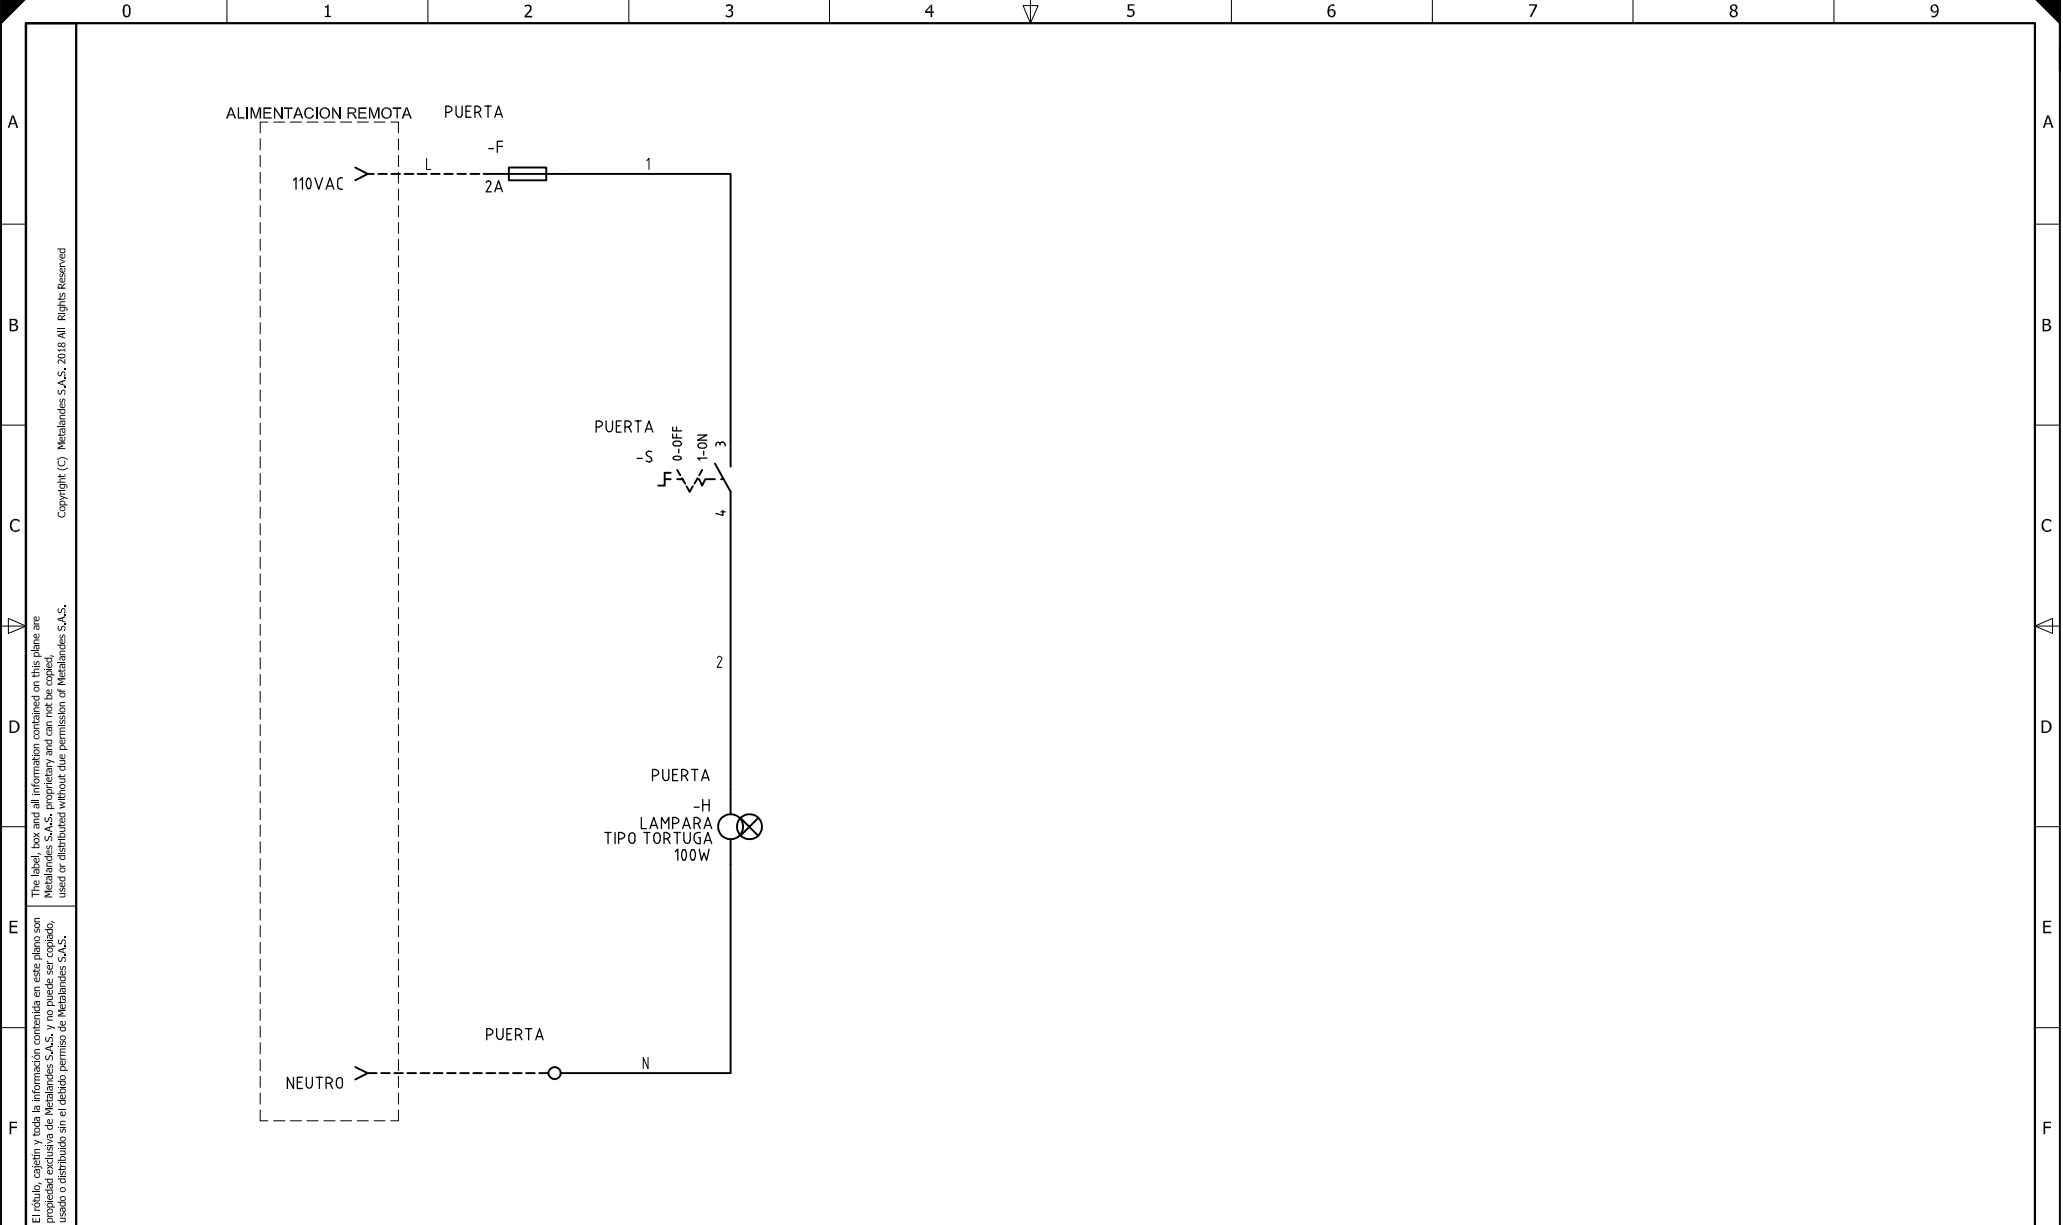 0 1 2 3 4 5 6 7 8 9
A A
B B
C C
D D
E E
F F
ALIMENTACION REMOTA
PUERTA
-F
2A
L
1
110VAC
PUERTA
-S
0-OFF
1-ON
3
4
2
PUERTA
-H
LAMPARA
TIPO TORTUGA
100W
PUERTA
N
NEUTRO
Copyright (C) Metalandes S.A.S. 2018 All Rights Reserved
The label, box and all information contained on this plane are
Metalandes S.A.S. proprietary and can not be copied,
used or distributed without due permission of Metalandes S.A.S.
El rótulo, cajetín y toda la información contenida en este plano son
propiedad exclusiva de Metalandes S.A.S. y no puede ser copiado,
usado o distribuido sin el debido permiso de Metalandes S.A.S.